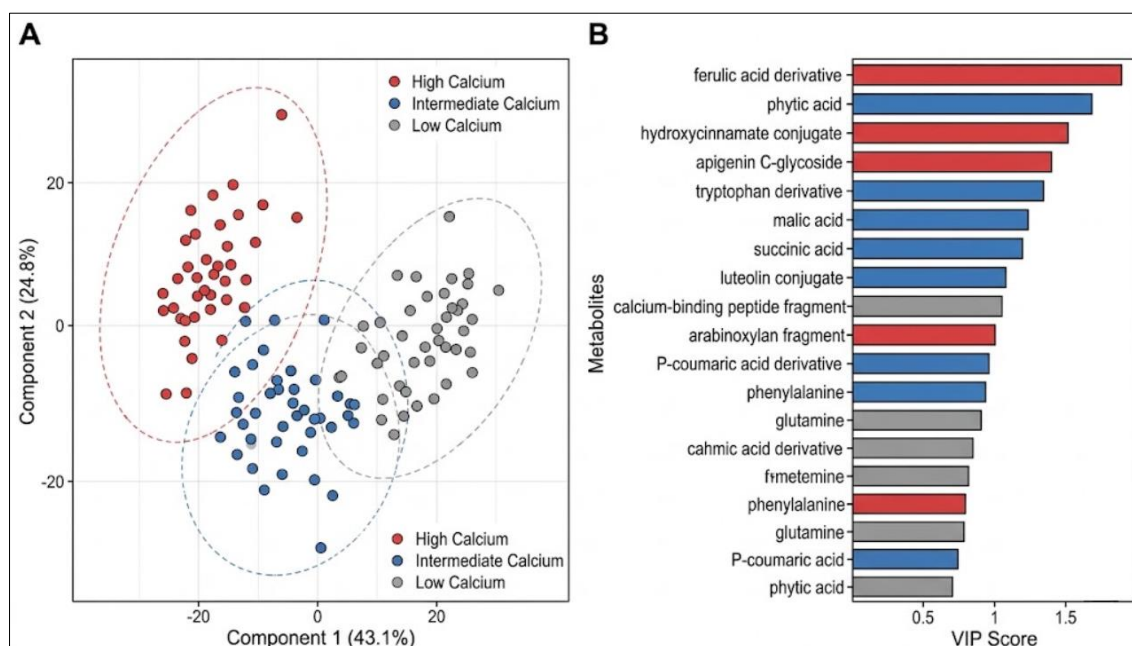 A
High Calcium
Intermediate Calcium
Low Calcium
20
0
-20
Component 2 (24.8%)
High Calcium
Intermediate Calcium
Low Calcium
-20
0
20
Component 1 (43.1%)
B
Metabolites
ferulic acid derivative
phytic acid
hydroxycinnamate conjugate
apigenin C-glycoside
tryptophan derivative
malic acid
succinic acid
luteolin conjugate
calcium-binding peptide fragment
arabinoxylan fragment
P-coumaric acid derivative
phenylalanine
glutamine
cahmic acid derivative
phenylalanine
glutamine
P-coumaric acid
phytic acid
0.5
1
1.5
VIP Score